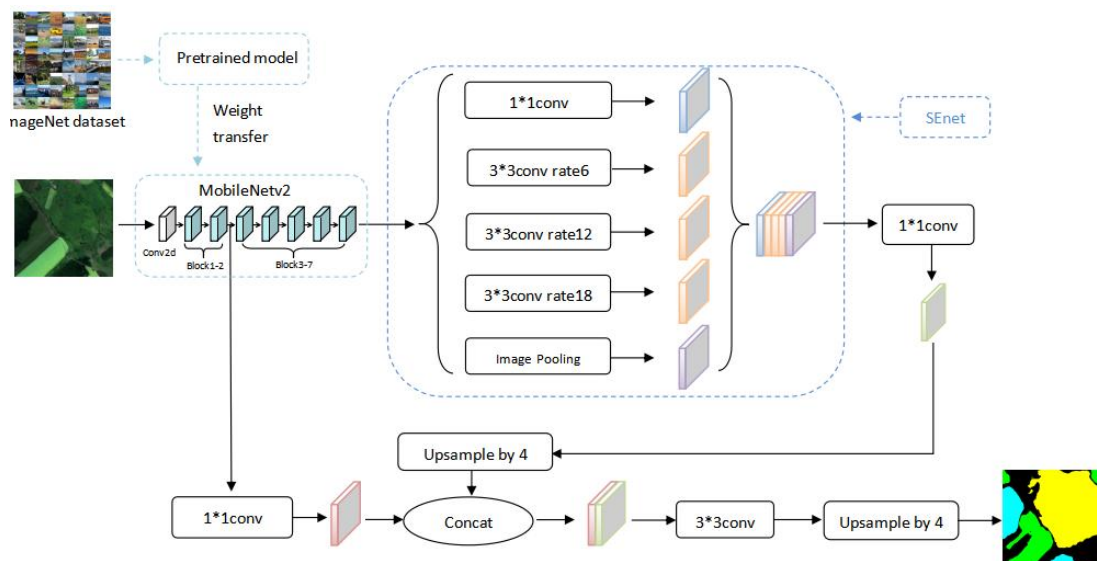 Pretrained model
mageNet dataset
Weight
transfer
MobileNetv2
Conv2d
Block1-2
Block3-7
1*1conv
3*3conv rate6
3*3conv rate12
3*3conv rate18
Image Pooling
SEnet
1*1conv
Upsample by 4
1*1conv
Concat
3*3conv
Upsample by 4